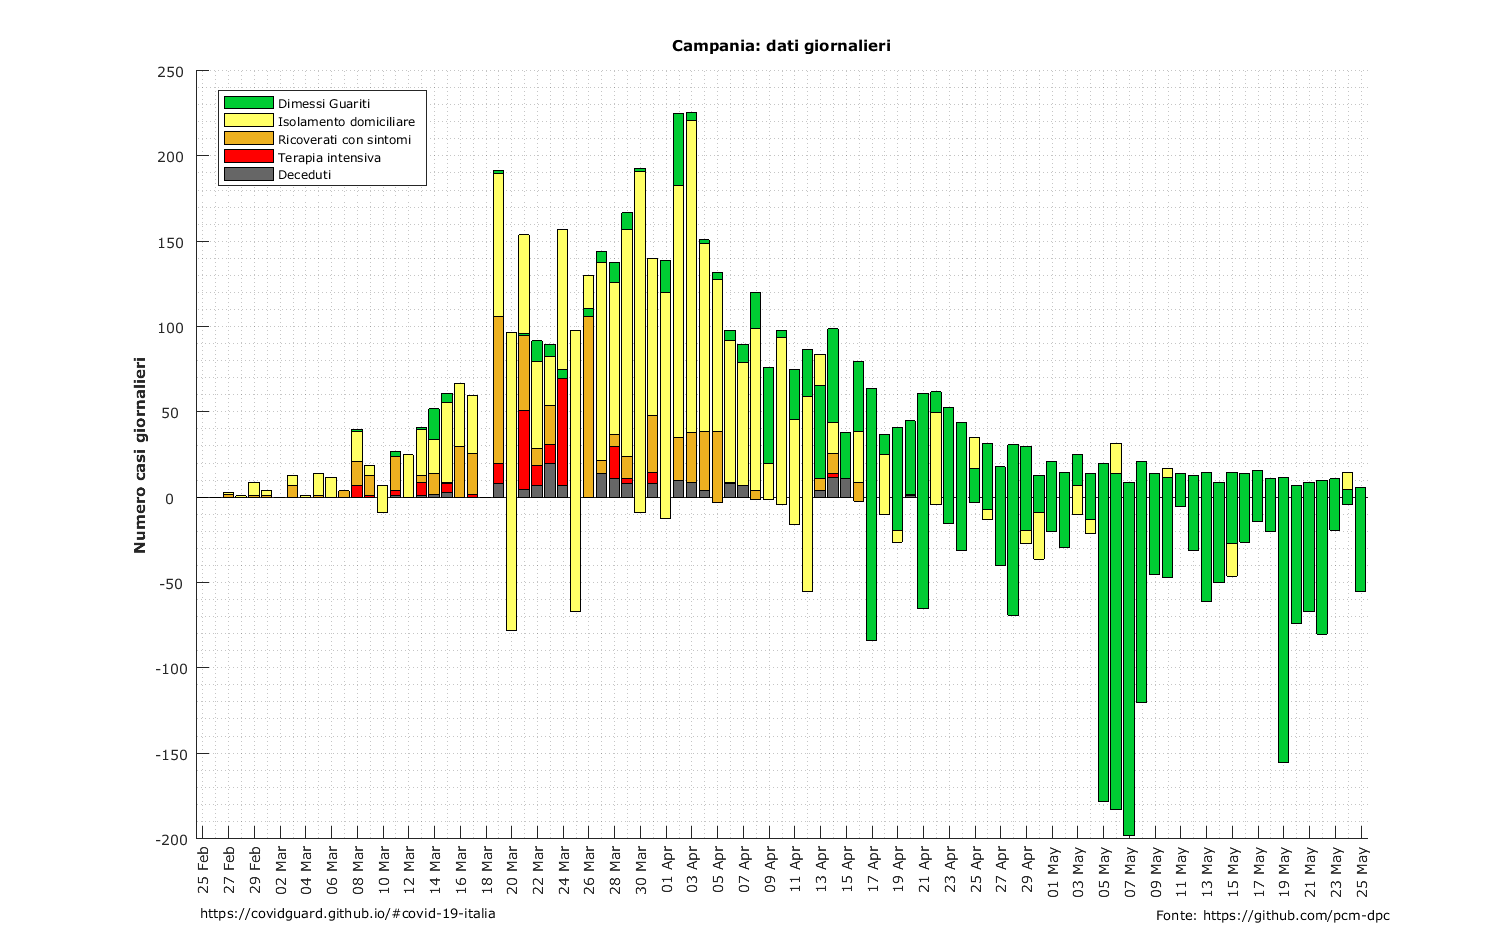 Campania: dati giornalieri
250
200
150
100
50
0
-50
-100
-150
-200
Numero casi giornalieri
Dimessi Guariti
Isolamento domiciliare
Ricoverati con sintomi
Terapia intensiva
Deceduti
25 Feb
27 Feb
29 Feb
02 Mar
04 Mar
06 Mar
08 Mar
10 Mar
12 Mar
14 Mar
16 Mar
18 Mar
20 Mar
22 Mar
24 Mar
26 Mar
28 Mar
30 Mar
01 Apr
03 Apr
05 Apr
07 Apr
09 Apr
11 Apr
13 Apr
15 Apr
17 Apr
19 Apr
21 Apr
23 Apr
25 Apr
27 Apr
29 Apr
01 May
03 May
05 May
07 May
09 May
11 May
13 May
15 May
17 May
19 May
21 May
23 May
25 May
https://covidguard.github.io/#covid-19-italia
Fonte: https://github.com/pcm-dpc